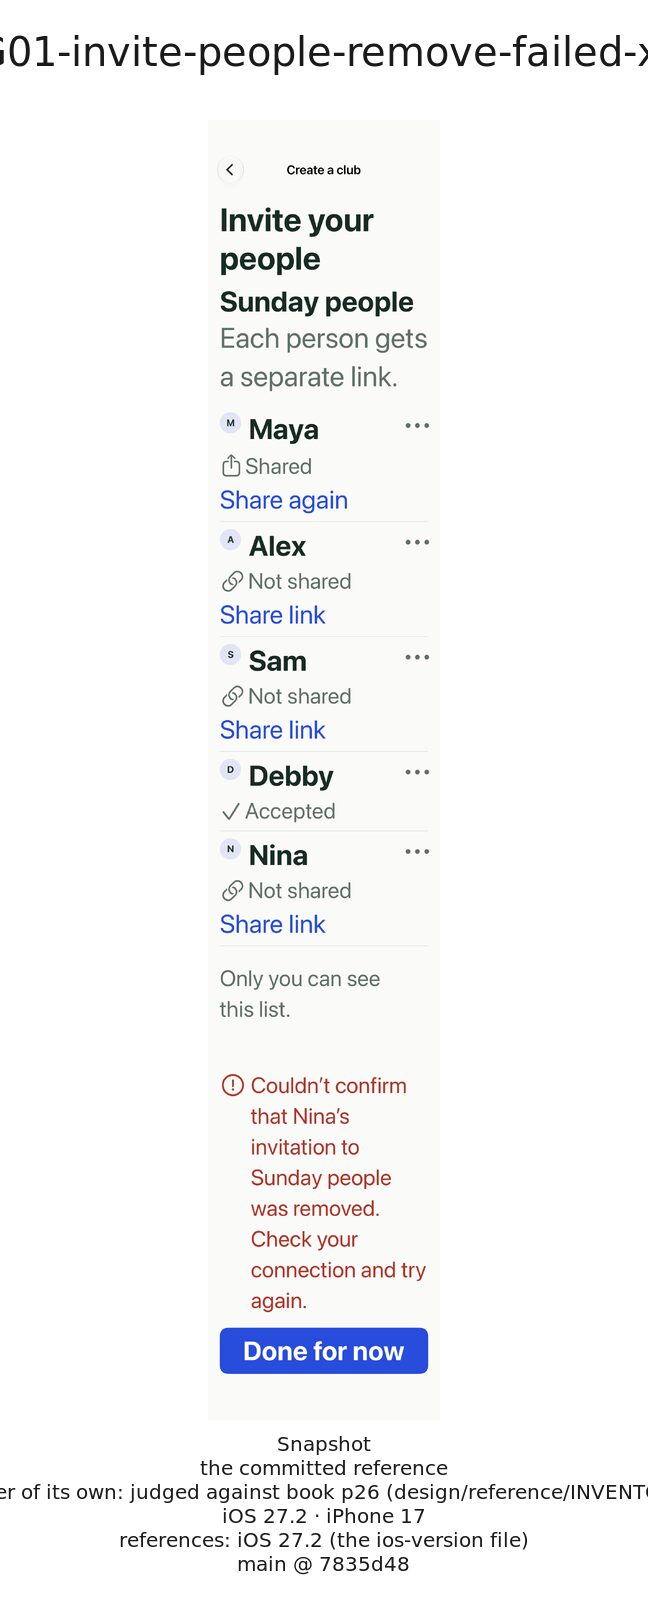 G01-invite-people-remove-failed-x
Create a club
Invite your
people
Sunday people
Each person gets
a separate link.
M Maya
Shared
Share again
A Alex
Not shared
Share link
S Sam
Not shared
Share link
D Debby
Accepted
N Nina
Not shared
Share link
Only you can see
this list.
Couldn’t confirm
that Nina’s
invitation to
Sunday people
was removed.
Check your
connection and try
again.
Done for now
Snapshot
the committed reference
of its own: judged against book p26
iOS 27.2 · iPhone 17
references: iOS 27.2 (the ios-version file)
main @ 7835d48